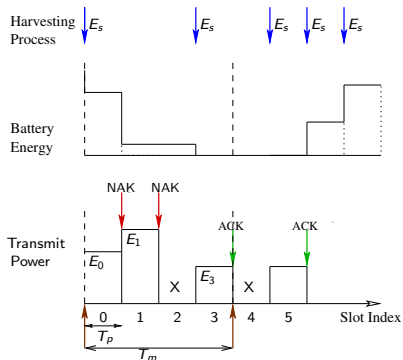 Harvesting
Process
E_s E_s E_s E_s E_s
Battery
Energy
NAK NAK
ACK ACK
Transmit
Power
E_0 E_1 X E_3 X
0 1 2 3 4 5 Slot Index
T_p
T_m